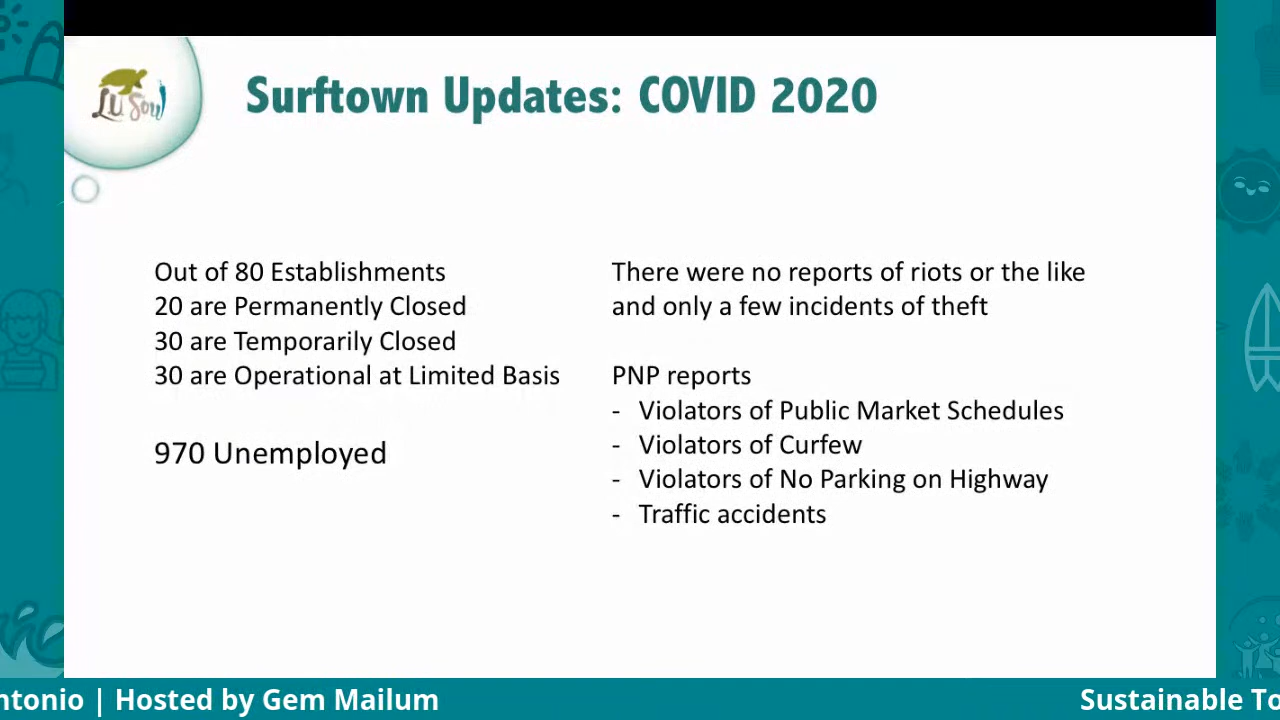 LU Soul
Surftown Updates: COVID 2020
Out of 80 Establishments
20 are Permanently Closed
30 are Temporarily Closed
30 are Operational at Limited Basis
970 Unemployed
There were no reports of riots or the like
and only a few incidents of theft
PNP reports
- Violators of Public Market Schedules
- Violators of Curfew
- Violators of No Parking on Highway
- Traffic accidents
ntonio | Hosted by Gem Mailum
Sustainable To